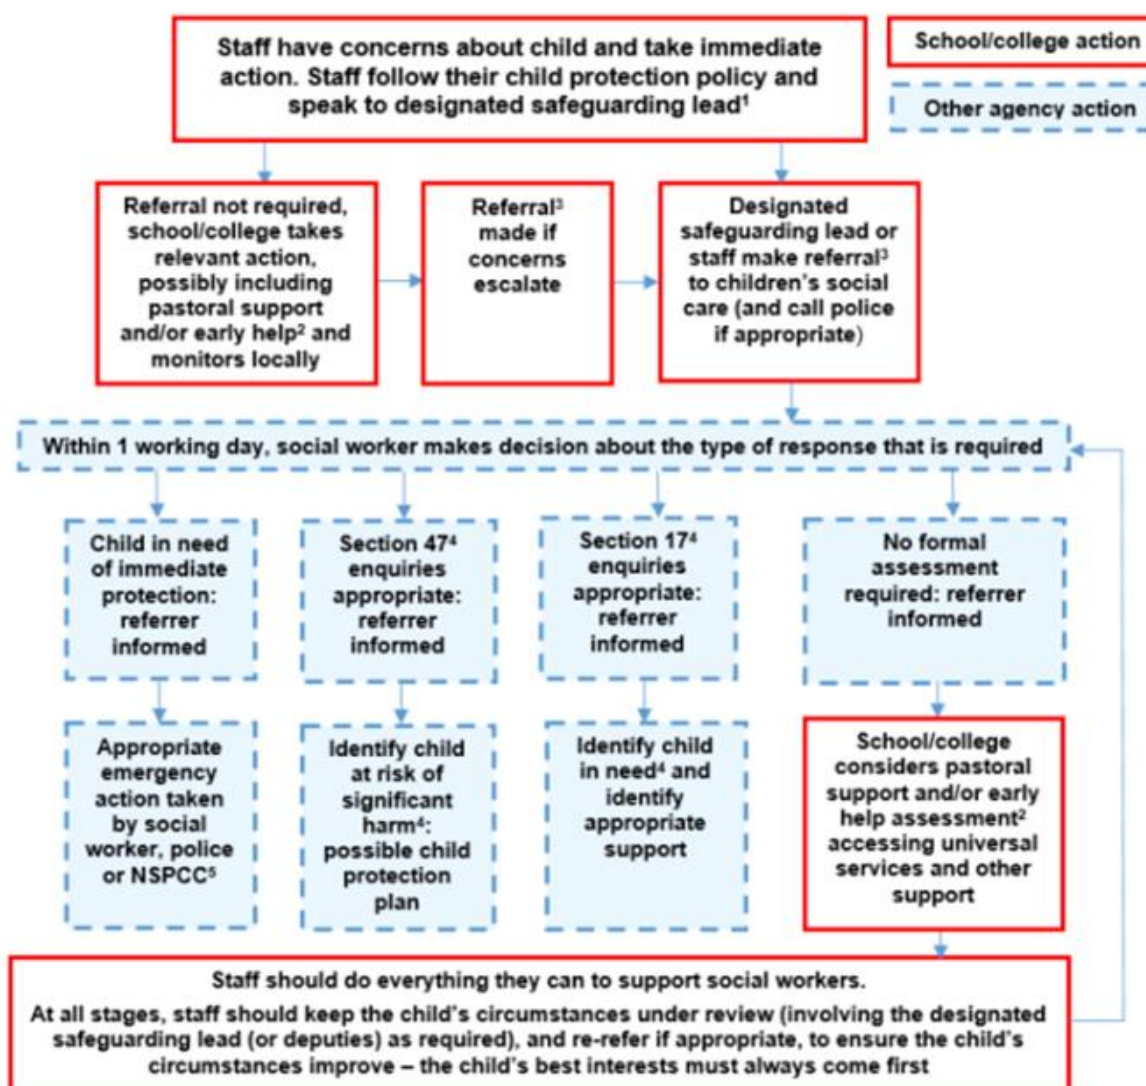 Staff have concerns about child and take immediate
action. Staff follow their child protection policy and
speak to designated safeguarding lead¹
School/college action
Other agency action
Referral not required,
school/college takes
relevant action,
possibly including
pastoral support
and/or early help² and
monitors locally
Referral³
made if
concerns
escalate
Designated
safeguarding lead or
staff make referral³
to children's social
care (and call police
if appropriate)
Within 1 working day, social worker makes decision about the type of response that is required
Child in need
of immediate
protection:
referrer
informed
Section 47⁴
enquiries
appropriate:
referrer
informed
Section 17⁴
enquiries
appropriate:
referrer
informed
No formal
assessment
required: referrer
informed
Appropriate
emergency
action taken
by social
worker, police
or NSPCC⁵
Identify child
at risk of
significant
harm⁴:
possible child
protection
plan
Identify child
in need⁴ and
identify
appropriate
support
School/college
considers pastoral
support and/or early
help assessment²
accessing universal
services and other
support
Staff should do everything they can to support social workers.
At all stages, staff should keep the child's circumstances under review (involving the designated
safeguarding lead (or deputies) as required), and re-refer if appropriate, to ensure the child's
circumstances improve – the child's best interests must always come first